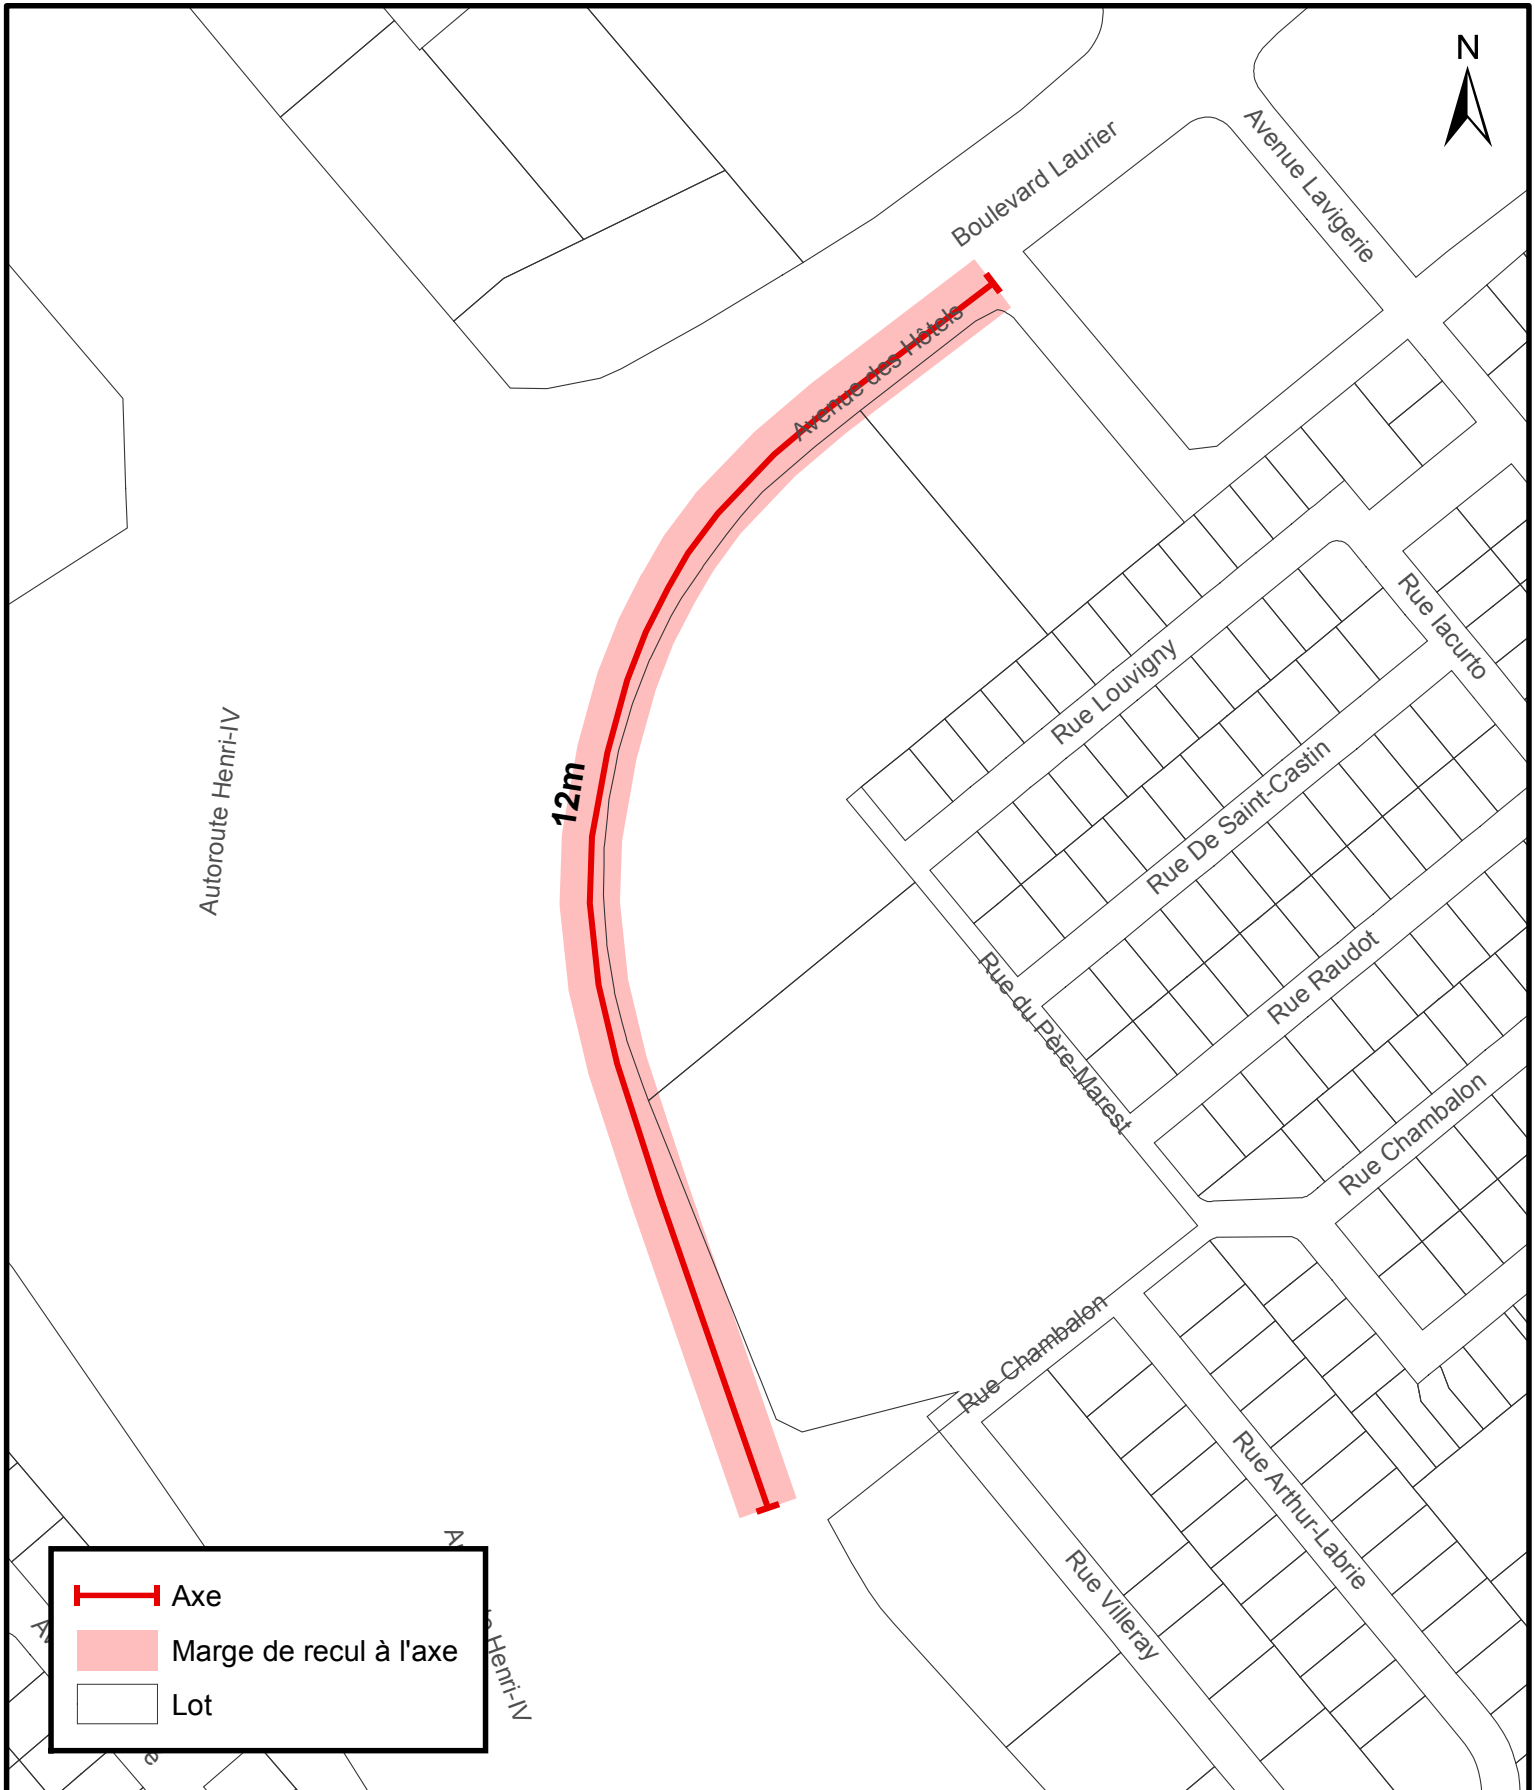 N
Avenue Lavigerie
Boulevard Laurier
Avenue des Hôtels
Rue Iacurto
Rue Louvigny
12m
Autoroute Henri-IV
Rue De Saint-Castin
Rue Raudot
Rue du Père-Marest
Rue Chambalon
Rue Chambalon
Rue Arthur-Labrie
Rue Villeray
Henri-IV
Axe
Marge de recul à l'axe
Lot